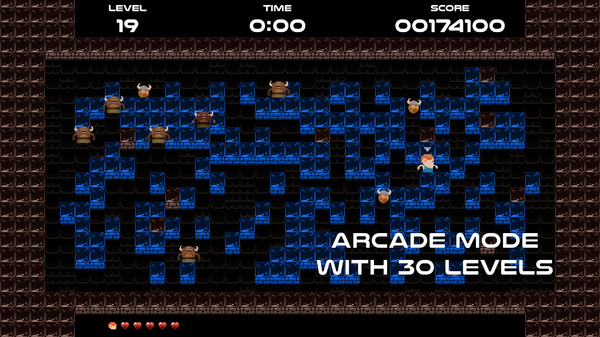 LEVEL TIME SCORE
19 0:00 00174100
ARCADE MODE
WITH 30 LEVELS